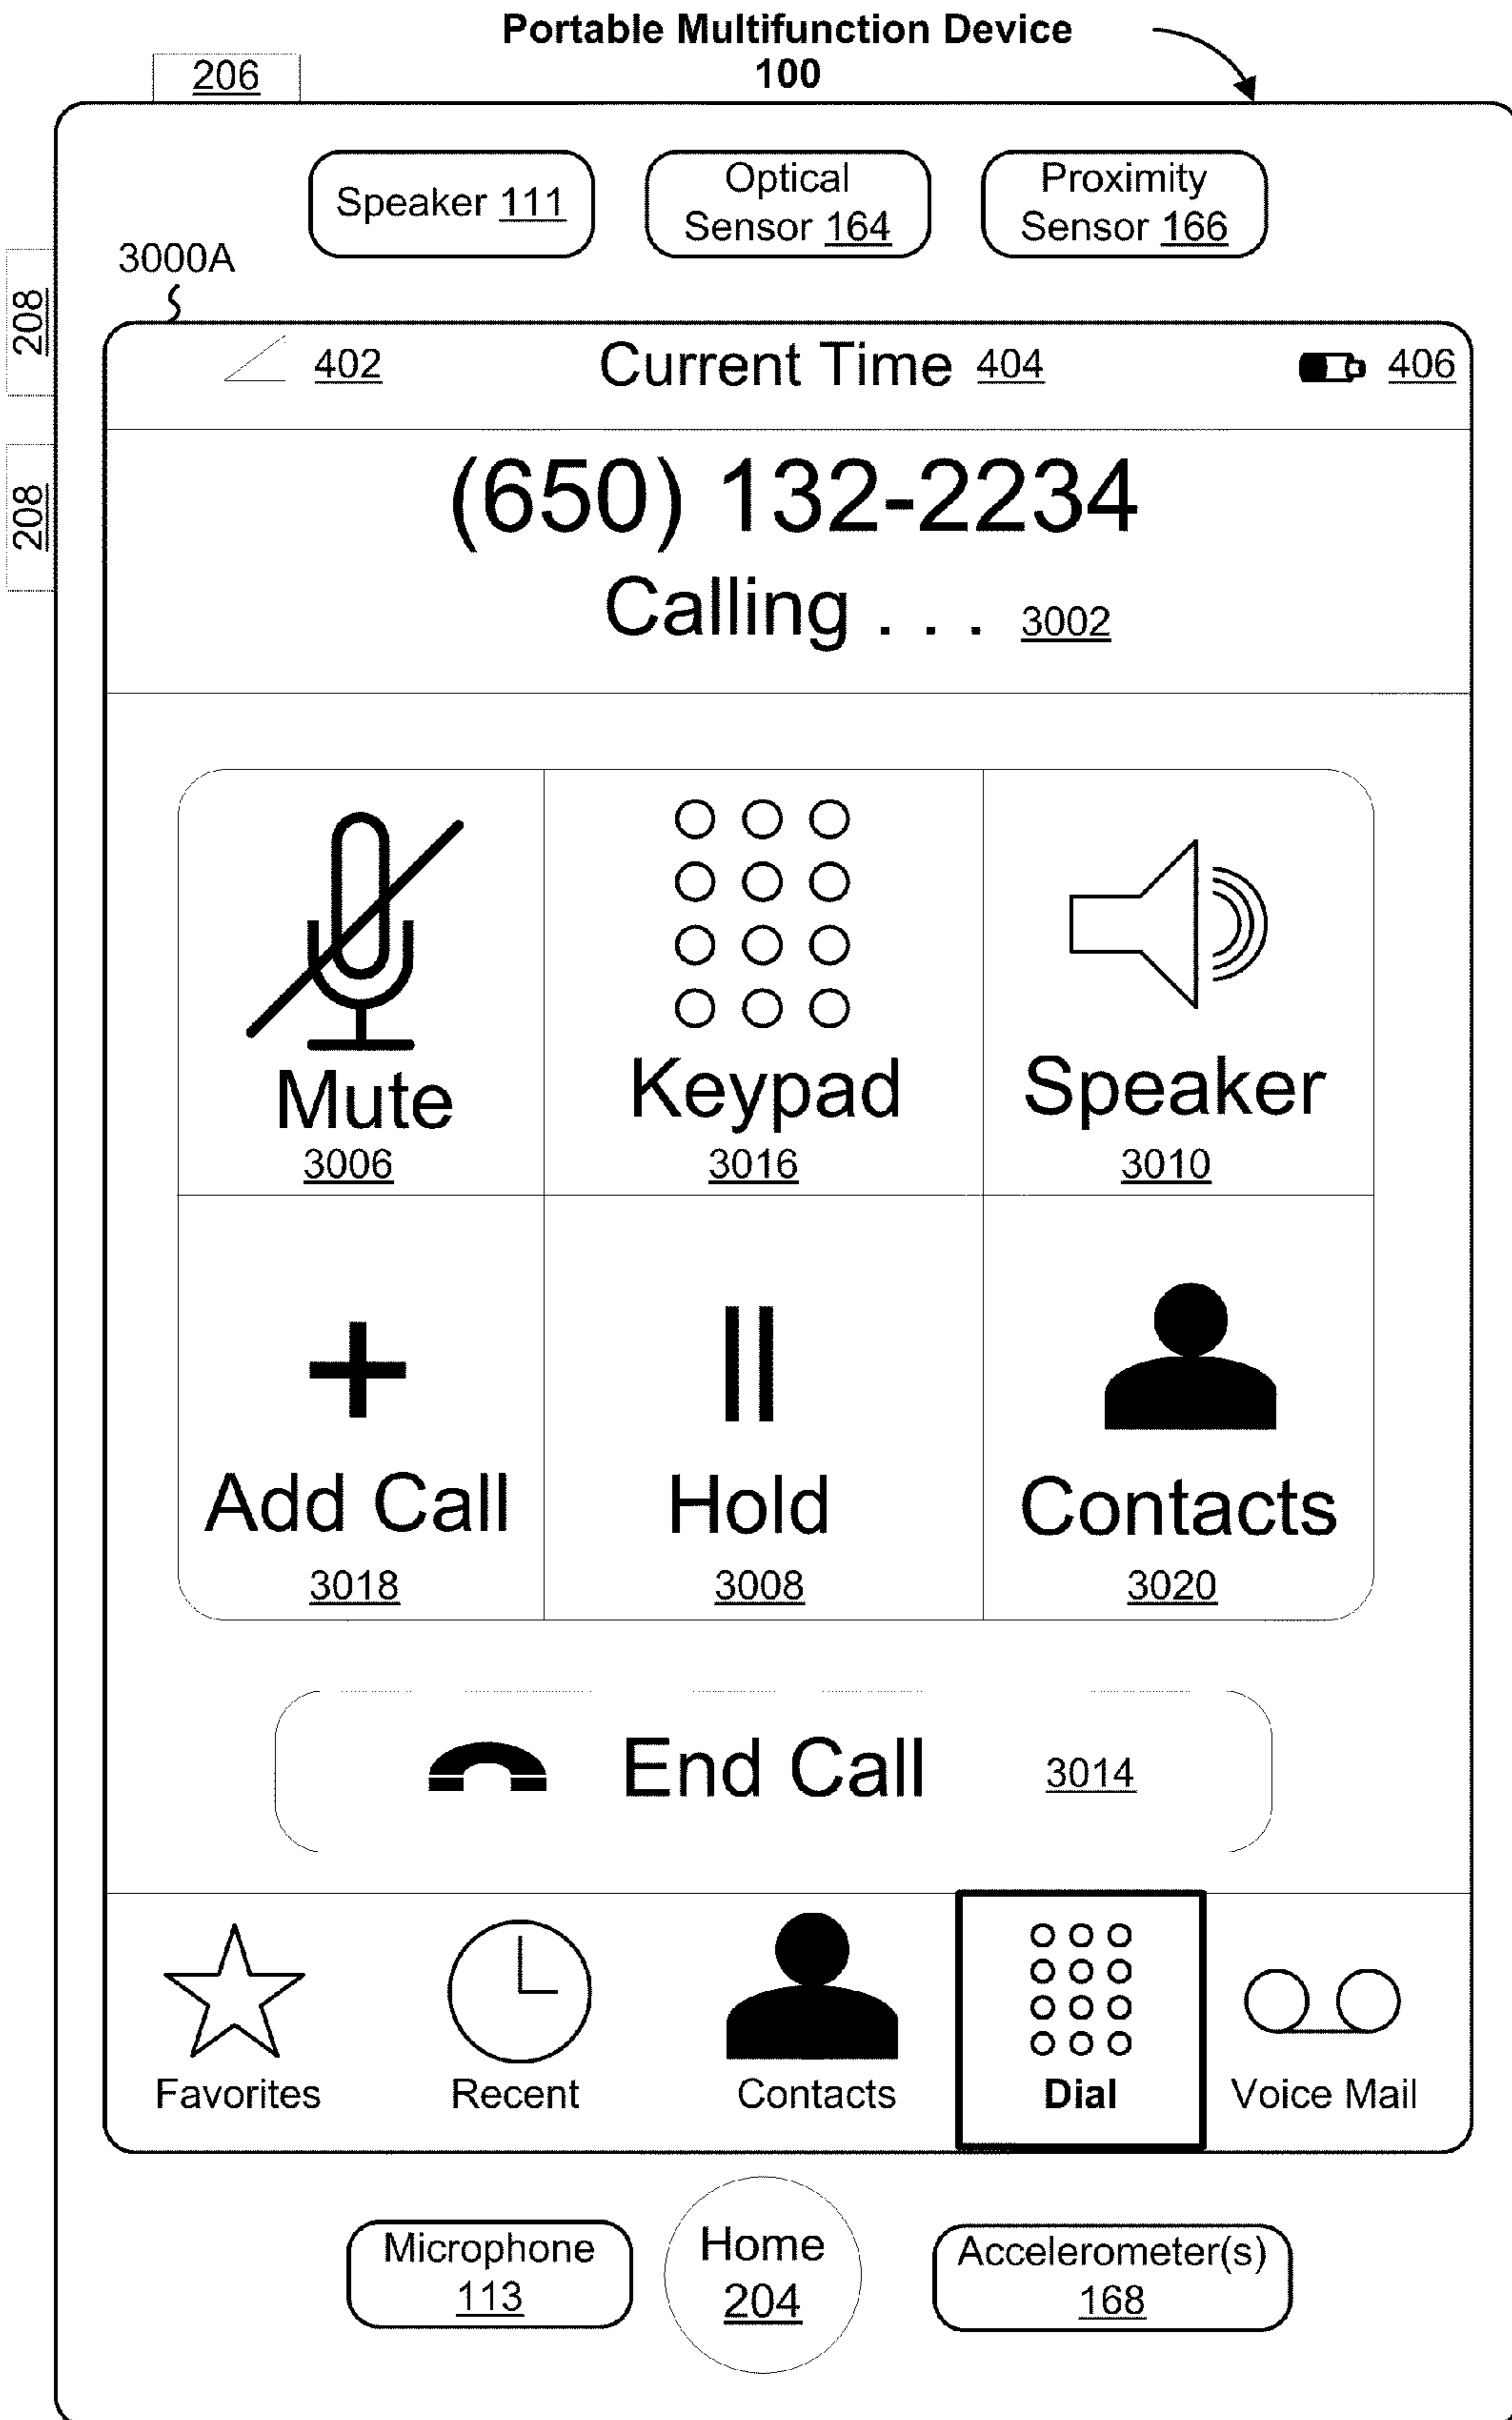 Portable Multifunction Device
100
206
Speaker 111
Optical
Sensor 164
Proximity
Sensor 166
3000A
208
208
402
Current Time 404
406
(650) 132-2234
Calling . . . 3002
Mute
3006
Keypad
3016
Speaker
3010
Add Call
3018
Hold
3008
Contacts
3020
End Call 3014
Favorites
Recent
Contacts
Dial
Voice Mail
Microphone
113
Home
204
Accelerometer(s)
168